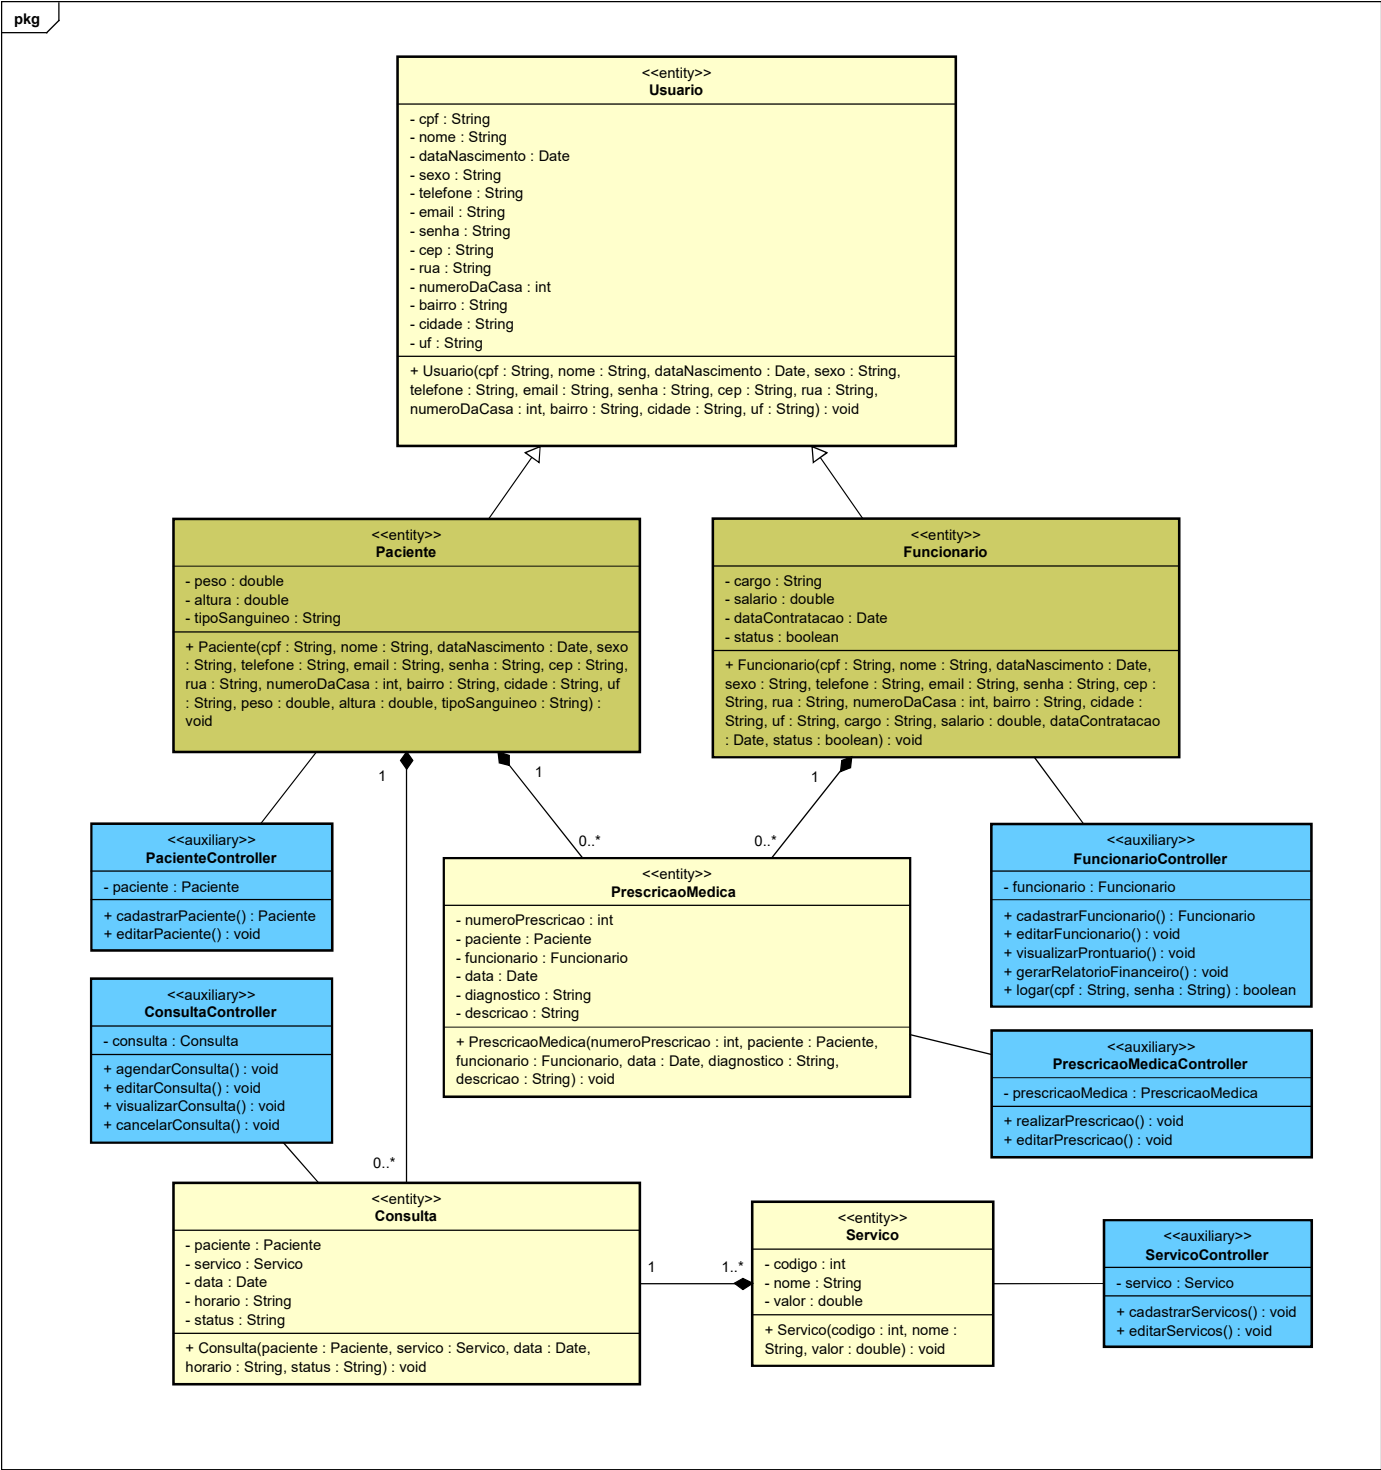 pkg
<<entity>>
Usuario
- cpf : String
- nome : String
- dataNascimento : Date
- sexo : String
- telefone : String
- email : String
- senha : String
- cep : String
- rua : String
- numeroDaCasa : int
- bairro : String
- cidade : String
- uf : String
+ Usuario(cpf : String, nome : String, dataNascimento : Date, sexo : String,
telefone : String, email : String, senha : String, cep : String, rua : String,
numeroDaCasa : int, bairro : String, cidade : String, uf : String) : void
<<entity>>
Paciente
- peso : double
- altura : double
- tipoSanguineo : String
+ Paciente(cpf : String, nome : String, dataNascimento : Date, sexo
: String, telefone : String, email : String, senha : String, cep : String,
rua : String, numeroDaCasa : int, bairro : String, cidade : String, uf
: String, peso : double, altura : double, tipoSanguineo : String) :
void
<<entity>>
Funcionario
- cargo : String
- salario : double
- dataContratacao : Date
- status : boolean
+ Funcionario(cpf : String, nome : String, dataNascimento : Date,
sexo : String, telefone : String, email : String, senha : String, cep :
String, rua : String, numeroDaCasa : int, bairro : String, cidade :
String, uf : String, cargo : String, salario : double, dataContratacao
: Date, status : boolean) : void
1
1
1
0..*
0..*
<<auxiliary>>
PacienteController
- paciente : Paciente
+ cadastrarPaciente() : Paciente
+ editarPaciente() : void
<<entity>>
PrescricaoMedica
- numeroPrescricao : int
- paciente : Paciente
- funcionario : Funcionario
- data : Date
- diagnostico : String
- descricao : String
+ PrescricaoMedica(numeroPrescricao : int, paciente : Paciente,
funcionario : Funcionario, data : Date, diagnostico : String,
descricao : String) : void
<<auxiliary>>
FuncionarioController
- funcionario : Funcionario
+ cadastrarFuncionario() : Funcionario
+ editarFuncionario() : void
+ visualizarProntuario() : void
+ gerarRelatorioFinanceiro() : void
+ logar(cpf : String, senha : String) : boolean
<<auxiliary>>
ConsultaController
- consulta : Consulta
+ agendarConsulta() : void
+ editarConsulta() : void
+ visualizarConsulta() : void
+ cancelarConsulta() : void
<<auxiliary>>
PrescricaoMedicaController
- prescricaoMedica : PrescricaoMedica
+ realizarPrescricao() : void
+ editarPrescricao() : void
0..*
<<entity>>
Consulta
- paciente : Paciente
- servico : Servico
- data : Date
- horario : String
- status : String
+ Consulta(paciente : Paciente, servico : Servico, data : Date,
horario : String, status : String) : void
1
1..*
<<entity>>
Servico
- codigo : int
- nome : String
- valor : double
+ Servico(codigo : int, nome :
String, valor : double) : void
<<auxiliary>>
ServicoController
- servico : Servico
+ cadastrarServicos() : void
+ editarServicos() : void